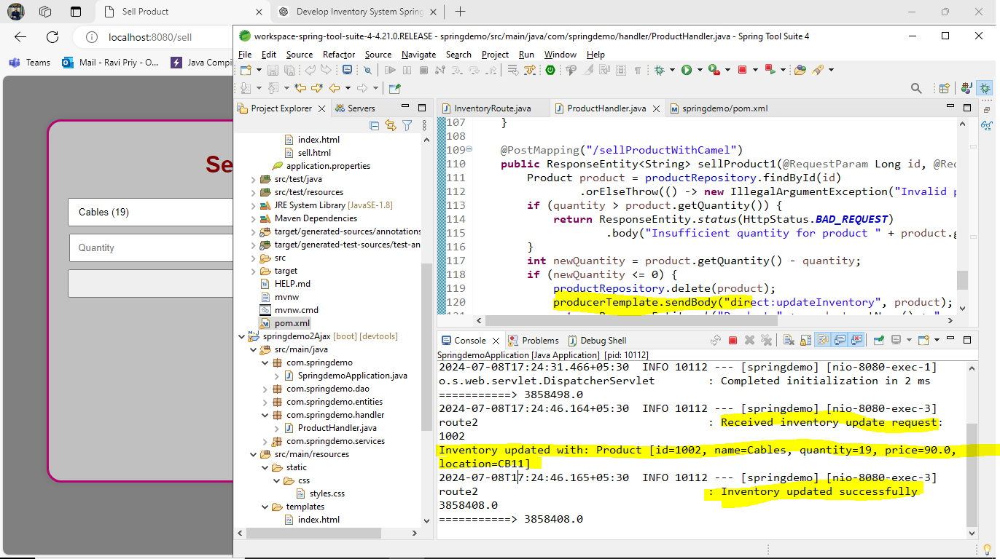 Sell Product
Develop Inventory System Spring
localhost:8080/sell
Teams
Mail - Ravi Priy - O...
Java Compi
Se
Cables (19)
Quantity
workspace-spring-tool-suite-4-4.21.0.RELEASE - springdemo/src/main/java/com/springdemo/handler/ProductHandler.java - Spring Tool Suite 4
File Edit Source Refactor Source Navigate Search Project Run Window Help
Project Explorer
Servers
index.html
sell.html
application.properties
src/test/java
src/test/resources
JRE System Library [JavaSE-1.8]
Maven Dependencies
target/generated-sources/annotations
target/generated-test-sources/test-an
src
target
HELP.md
mvnw
mvnw.cmd
pom.xml
springdemo2Ajax [boot] [devtools]
src/main/java
com.springdemo
SpringdemoApplication.java
com.springdemo.dao
com.springdemo.entities
com.springdemo.handler
ProductHandler.java
com.springdemo.services
src/main/resources
static
css
styles.css
templates
index.html
InventoryRoute.java
ProductHandler.java
springdemo/pom.xml
107 }
108
109 @PostMapping("/sellProductWithCamel")
110 public ResponseEntity<String> sellProduct1(@RequestParam Long id, @Rec
111 Product product = productRepository.findById(id)
112 .orElseThrow(() -> new IllegalArgumentException("Invalid p
113 if (quantity > product.getQuantity()) {
114 return ResponseEntity.status(HttpStatus.BAD_REQUEST)
115 .body("Insufficient quantity for product " + product.g
116 }
117 int newQuantity = product.getQuantity() - quantity;
118 if (newQuantity <= 0) {
119 productRepository.delete(product);
120 producerTemplate.sendBody("direct:updateInventory", product);
Console
Problems
Debug Shell
SpringdemoApplication [Java Application] [pid: 10112]
2024-07-08T17:24:31.466+05:30 INFO 10112 --- [springdemo] [nio-8080-exec-1]
o.s.web.servlet.DispatcherServlet : Completed initialization in 2 ms
===========> 3858498.0
2024-07-08T17:24:46.164+05:30 INFO 10112 --- [springdemo] [nio-8080-exec-3]
route2 : Received inventory update request:
1002
Inventory updated with: Product [id=1002, name=Cables, quantity=19, price=90.0,
location=CB11]
2024-07-08T17:24:46.165+05:30 INFO 10112 --- [springdemo] [nio-8080-exec-3]
route2 : Inventory updated successfully
3858408.0
===========> 3858408.0